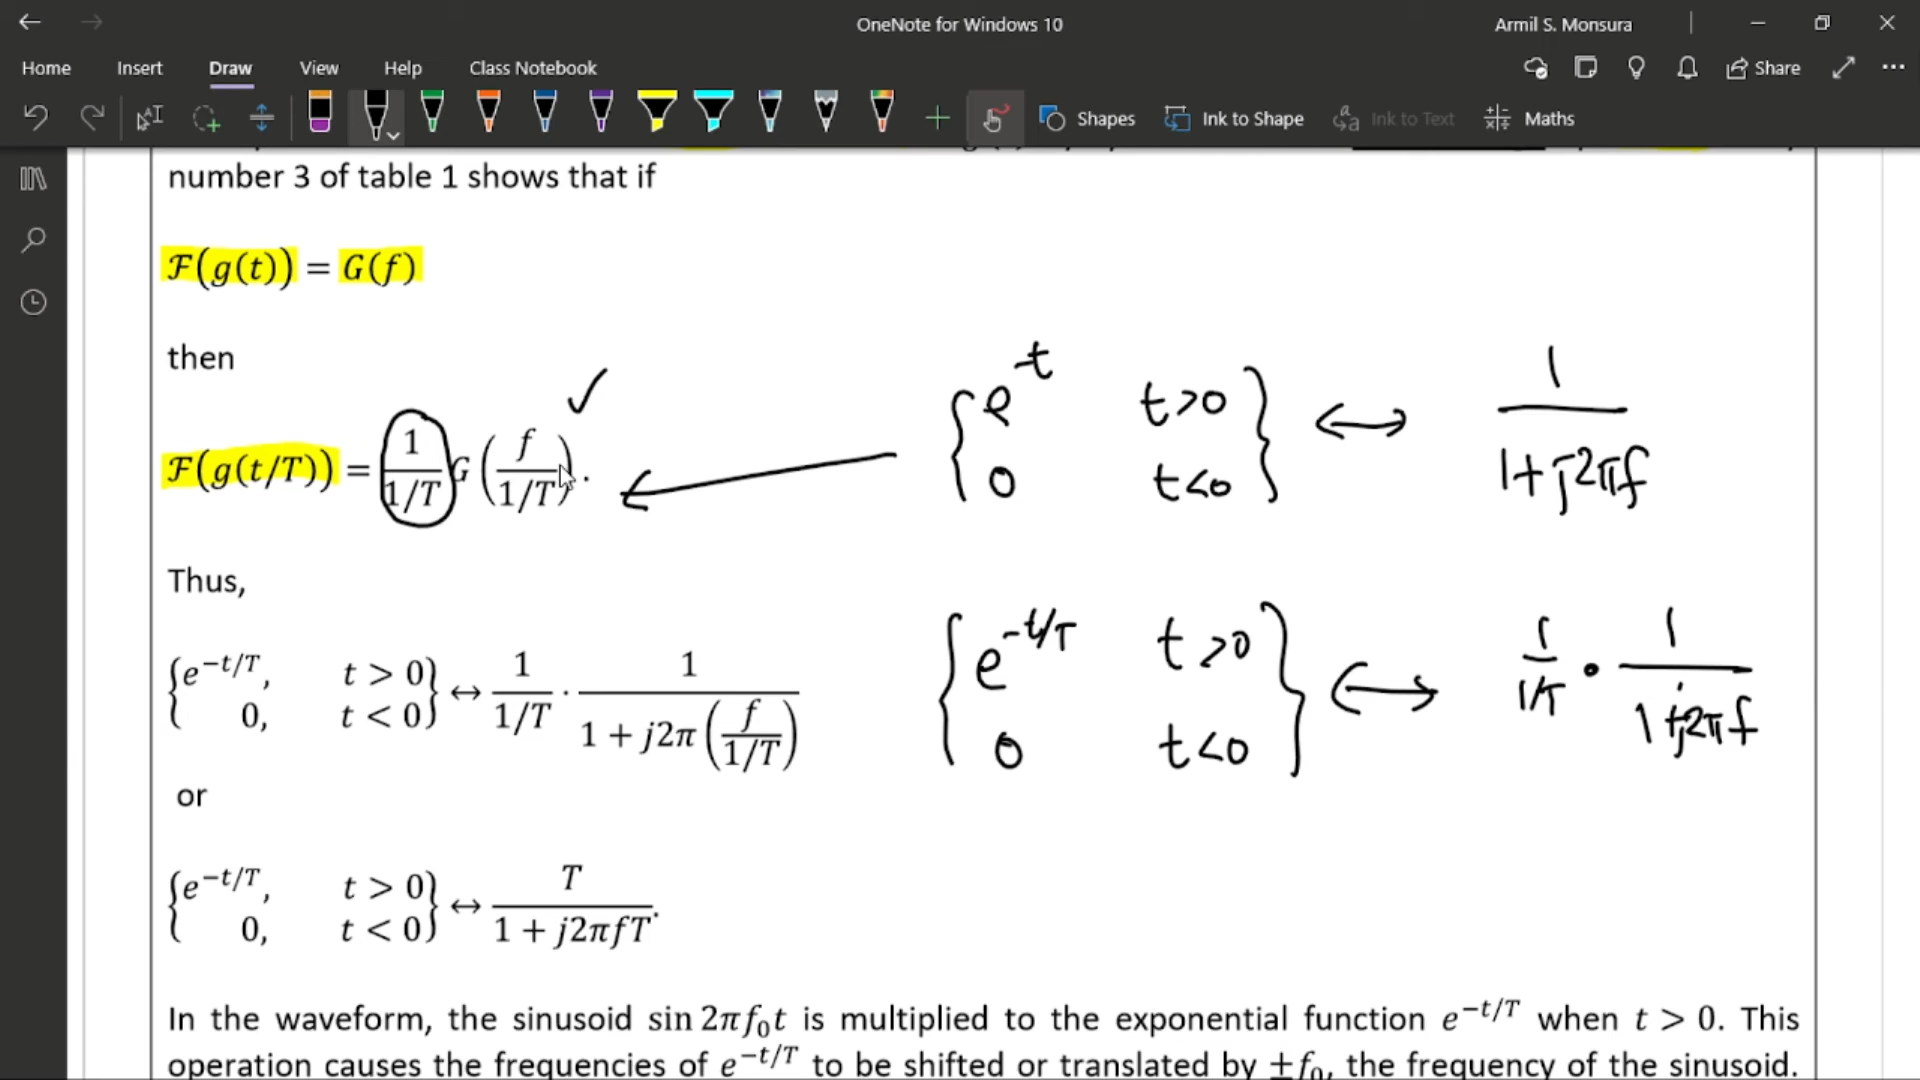 OneNote for Windows 10
Armil S. Monsura
Home Insert Draw View Help Class Notebook
Share
Shapes Ink to Shape Ink to Text Maths
number 3 of table 1 shows that if
ℱ(g(t)) = G(f)
then
ℱ(g(t/T)) = 1/(1/T) G (f/(1/T)) .
{e^-t t>0
0 t<0} ↔ 1/(1+j2πf)
Thus,
{e^−t/T, t > 0
0, t < 0} ↔ 1/(1/T) · 1/(1 + j2π (f/(1/T)))
{e^-t/T t>0
0 t<0} ↔ 1/(1/T) • 1/(1+j2πf)
or
{e^−t/T, t > 0
0, t < 0} ↔ T/(1 + j2πfT).
In the waveform, the sinusoid sin 2πf₀t is multiplied to the exponential function e^−t/T when t > 0. This
operation causes the frequencies of e^−t/T to be shifted or translated by ±f₀, the frequency of the sinusoid.